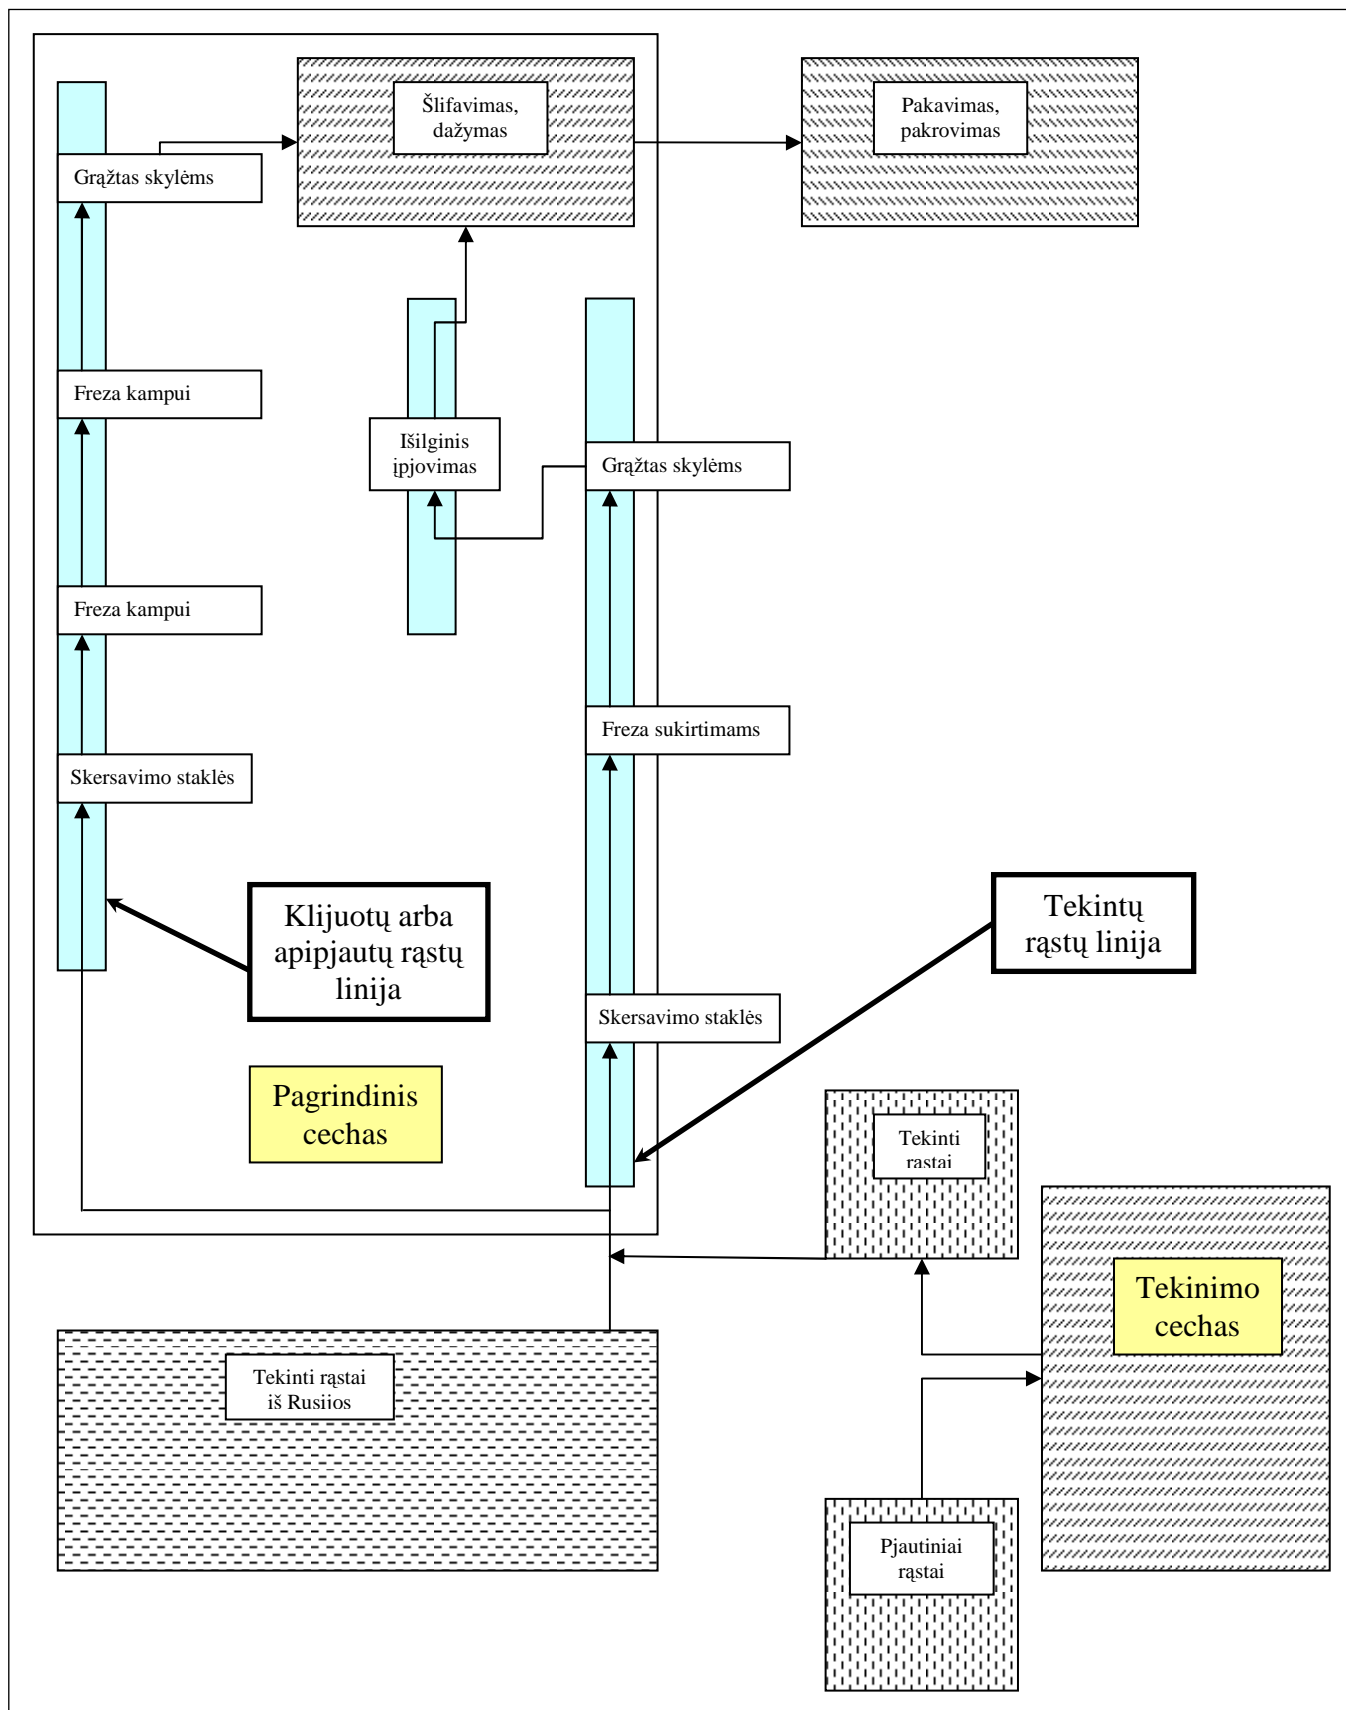 Šlifavimas,
dažymas
Pakavimas,
pakrovimas
Grąžtas skylėms
Freza kampui
Išilginis
įpjovimas
Grąžtas skylėms
Freza kampui
Freza sukirtimams
Skersavimo staklės
Klijuotų arba
apipjautų rąstų
linija
Tekintų
rąstų linija
Skersavimo staklės
Pagrindinis
cechas
Tekinti
rąstai
Tekinimo
cechas
Tekinti rąstai
iš Rusijos
Pjautiniai
rąstai